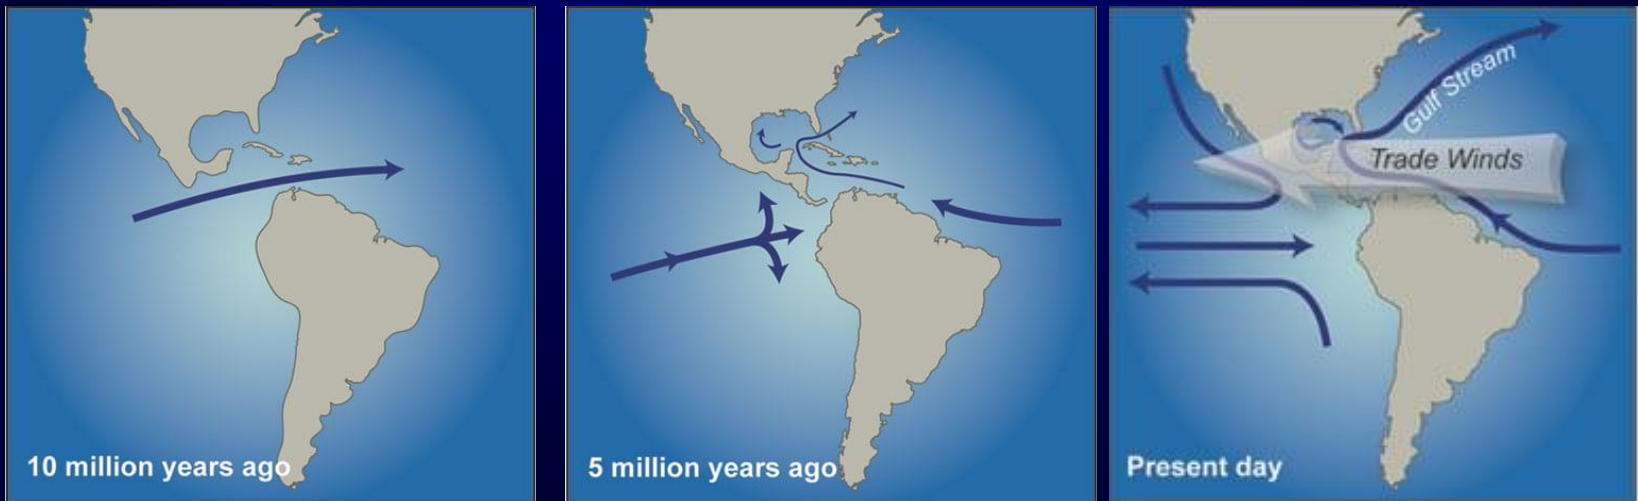 10 million years ago
5 million years ago
Gulf Stream
Trade Winds
Present day